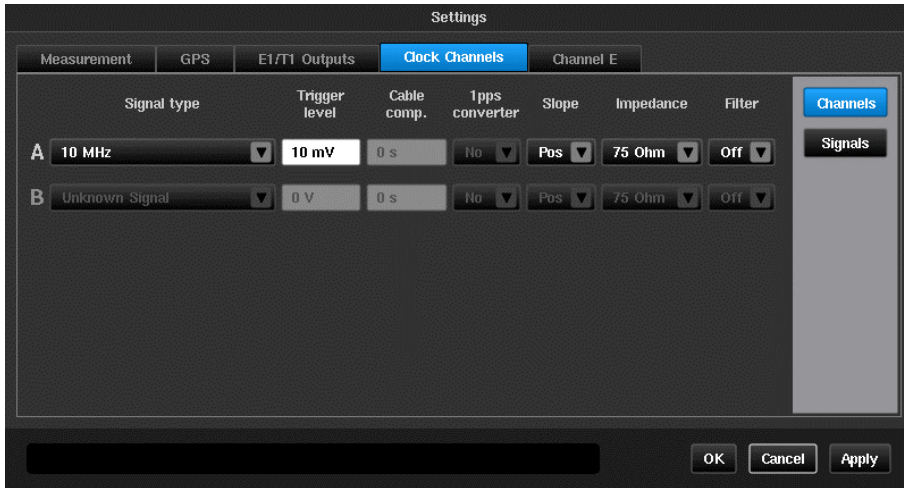 Settings
Measurement GPS E1/T1 Outputs Clock Channels Channel E
Signal type Trigger level Cable comp. 1pps converter Slope Impedance Filter Channels
A 10 MHz 10 mV 0 s No Pos 75 Ohm Off Signals
B Unknown Signal 0 V 0 s No Pos 75 Ohm Off
OK Cancel Apply